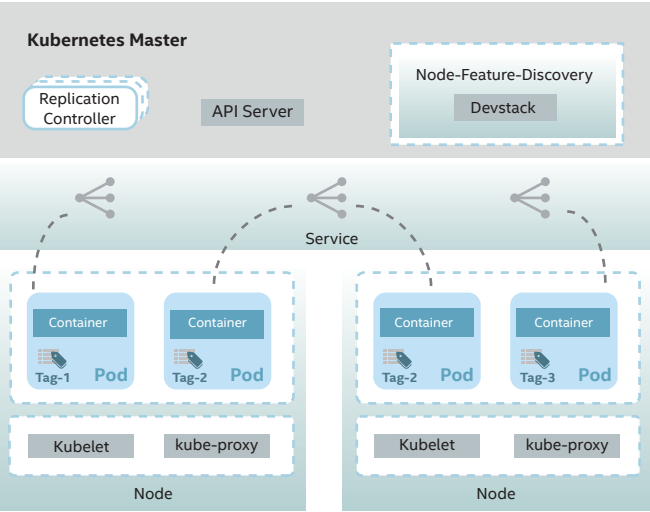 Kubernetes Master
Replication
Controller
API Server
Node-Feature-Discovery
Devstack
Service
Container
Tag-1
Pod
Container
Tag-2
Pod
Kubelet
kube-proxy
Node
Container
Tag-2
Pod
Container
Tag-3
Pod
Kubelet
kube-proxy
Node